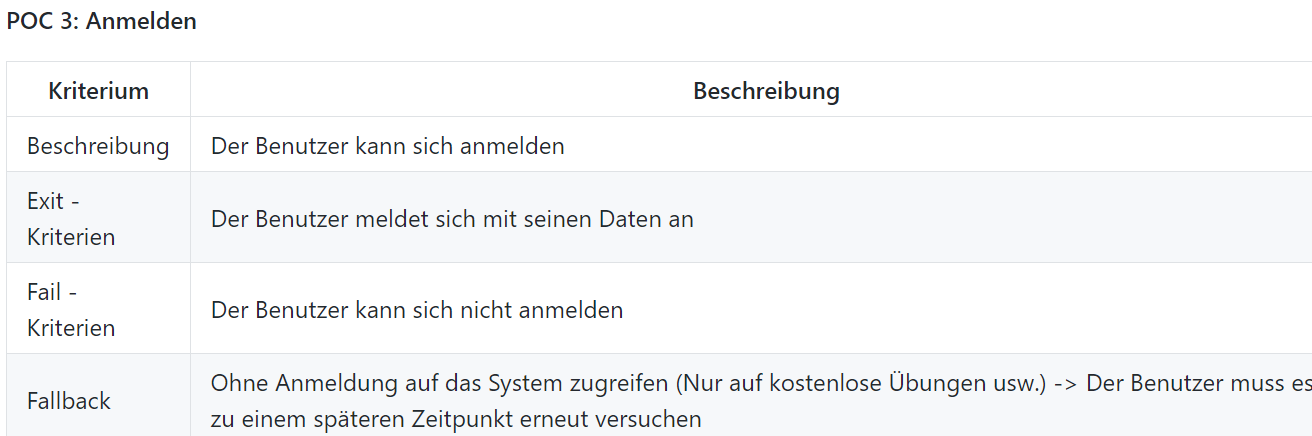 POC 3: Anmelden
Kriterium Beschreibung
Beschreibung Der Benutzer kann sich anmelden
Exit -
Kriterien
Der Benutzer meldet sich mit seinen Daten an
Fail -
Kriterien
Der Benutzer kann sich nicht anmelden
Fallback
Ohne Anmeldung auf das System zugreifen (Nur auf kostenlose Übungen usw.) -> Der Benutzer muss es
zu einem späteren Zeitpunkt erneut versuchen